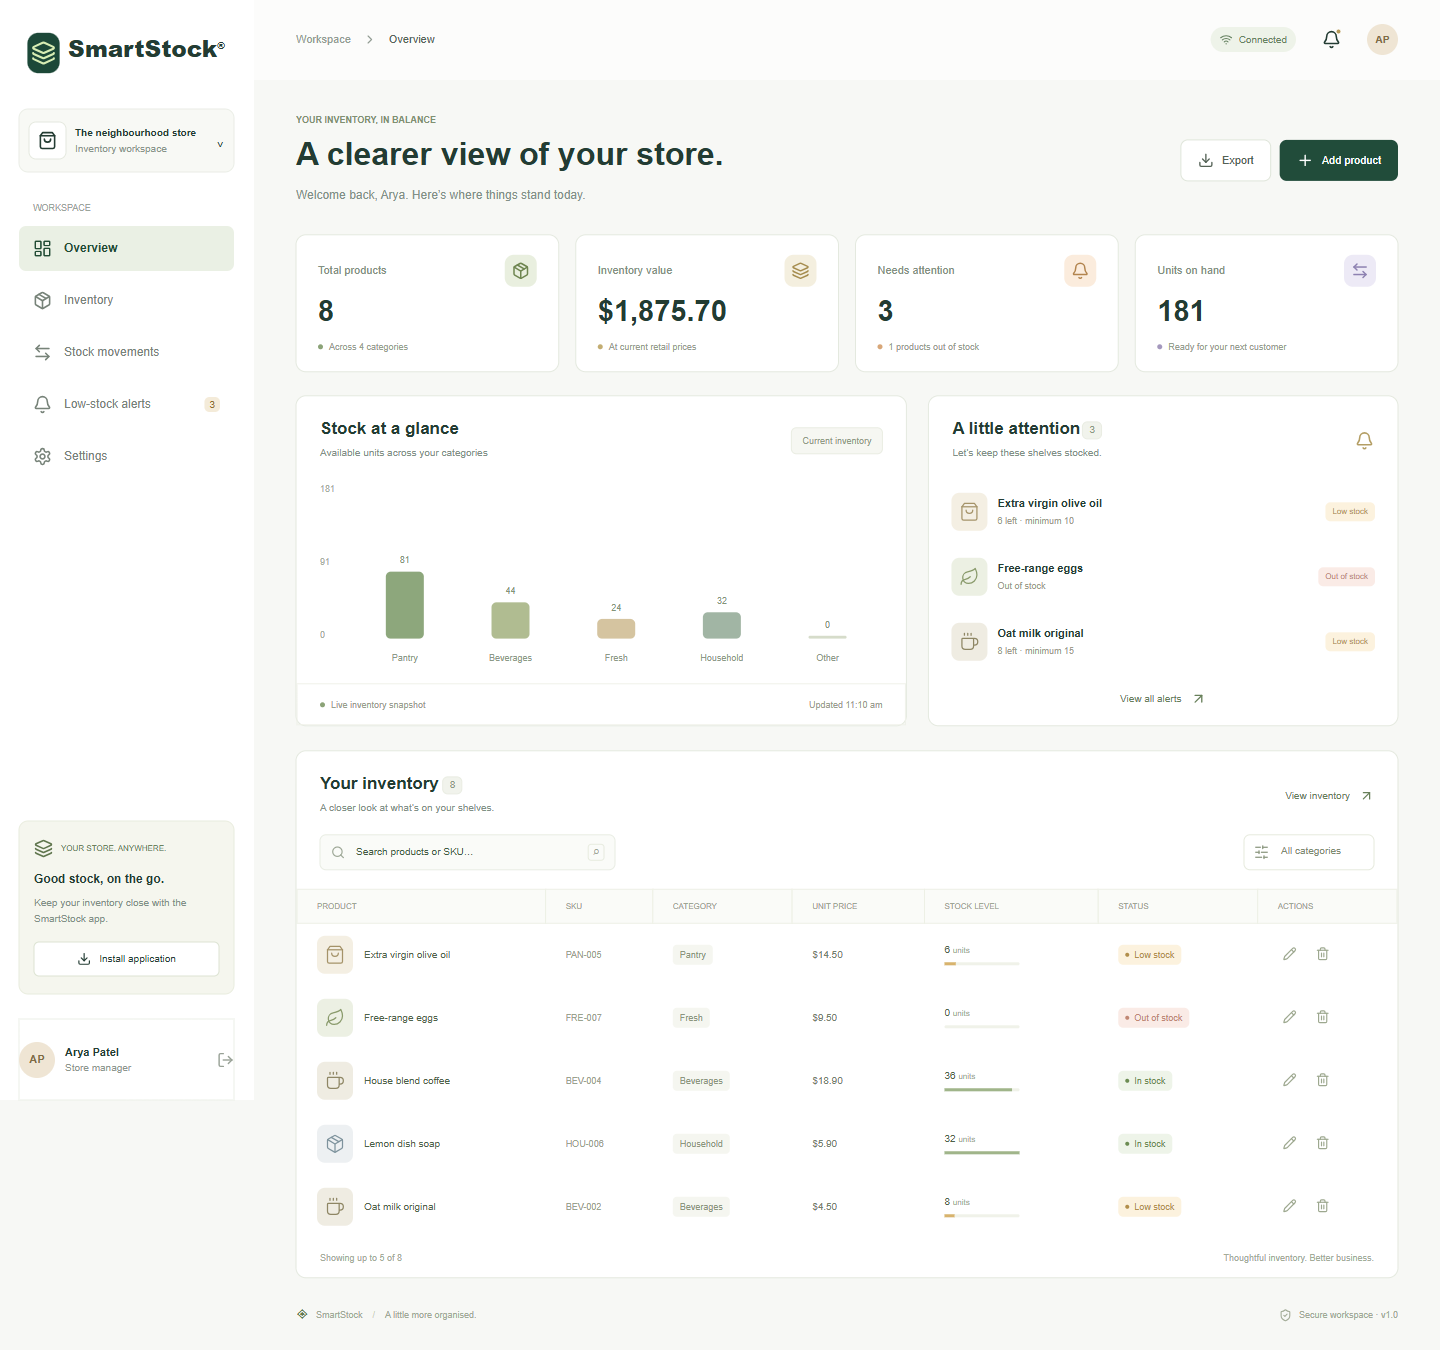 SmartStock®
The neighbourhood store
Inventory workspace
WORKSPACE
Overview
Inventory
Stock movements
Low-stock alerts 3
Settings
YOUR STORE. ANYWHERE.
Good stock, on the go.
Keep your inventory close with the
SmartStock app.
Install application
AP
Arya Patel
Store manager
Workspace > Overview
Connected
AP
YOUR INVENTORY, IN BALANCE
A clearer view of your store.
Welcome back, Arya. Here's where things stand today.
Export
Add product
Total products
8
Across 4 categories
Inventory value
$1,875.70
At current retail prices
Needs attention
3
1 products out of stock
Units on hand
181
Ready for your next customer
Stock at a glance
Available units across your categories
Current inventory
181
91
0
81
44
24
32
0
Pantry
Beverages
Fresh
Household
Other
Live inventory snapshot
Updated 11:10 am
A little attention 3
Let's keep these shelves stocked.
Extra virgin olive oil
6 left · minimum 10
Low stock
Free-range eggs
Out of stock
Out of stock
Oat milk original
8 left · minimum 15
Low stock
View all alerts
Your inventory 8
A closer look at what's on your shelves.
View inventory
Search products or SKU...
All categories
PRODUCT SKU CATEGORY UNIT PRICE STOCK LEVEL STATUS ACTIONS
Extra virgin olive oil PAN-005 Pantry $14.50 6 units Low stock
Free-range eggs FRE-007 Fresh $9.50 0 units Out of stock
House blend coffee BEV-004 Beverages $18.90 36 units In stock
Lemon dish soap HOU-006 Household $5.90 32 units In stock
Oat milk original BEV-002 Beverages $4.50 8 units Low stock
Showing up to 5 of 8
Thoughtful inventory. Better business.
SmartStock / A little more organised.
Secure workspace · v1.0